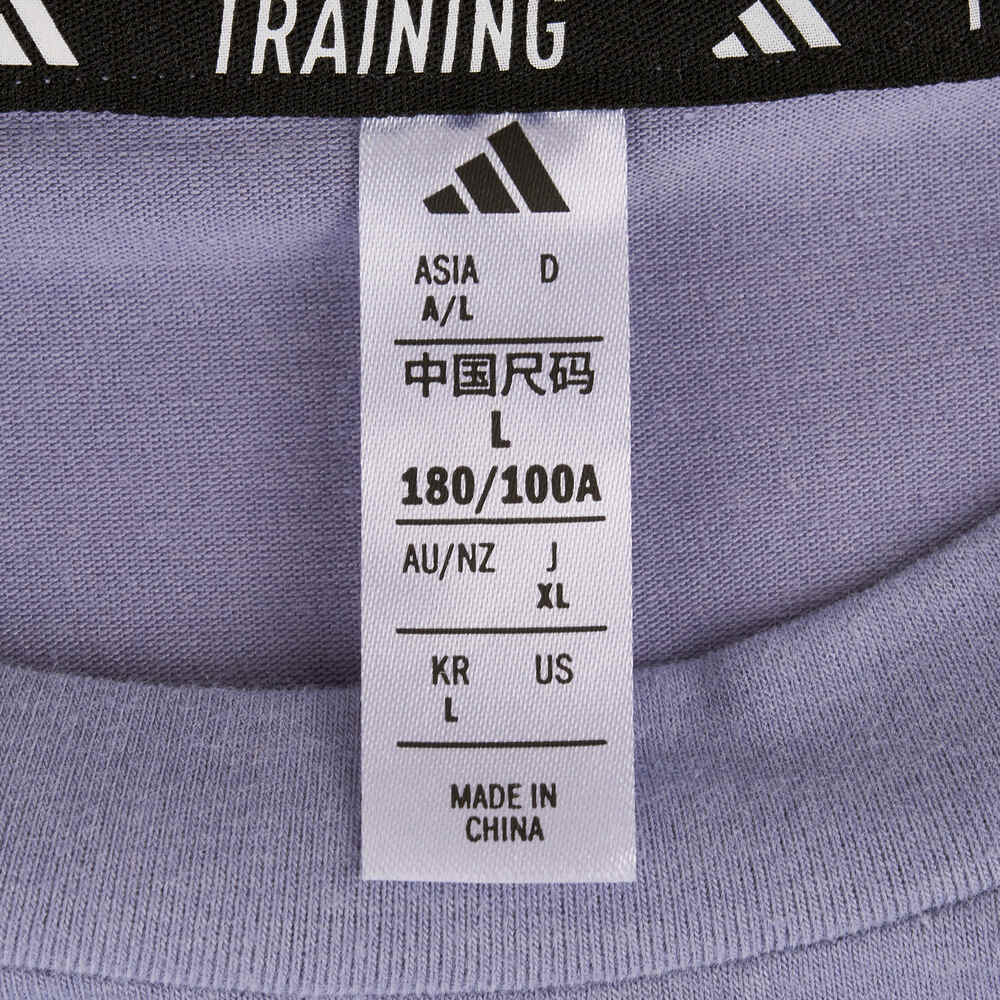 TRAINING
ASIA D
A/L
中国尺码
L
180/100A
AU/NZ J
XL
KR US
L
MADE IN
CHINA